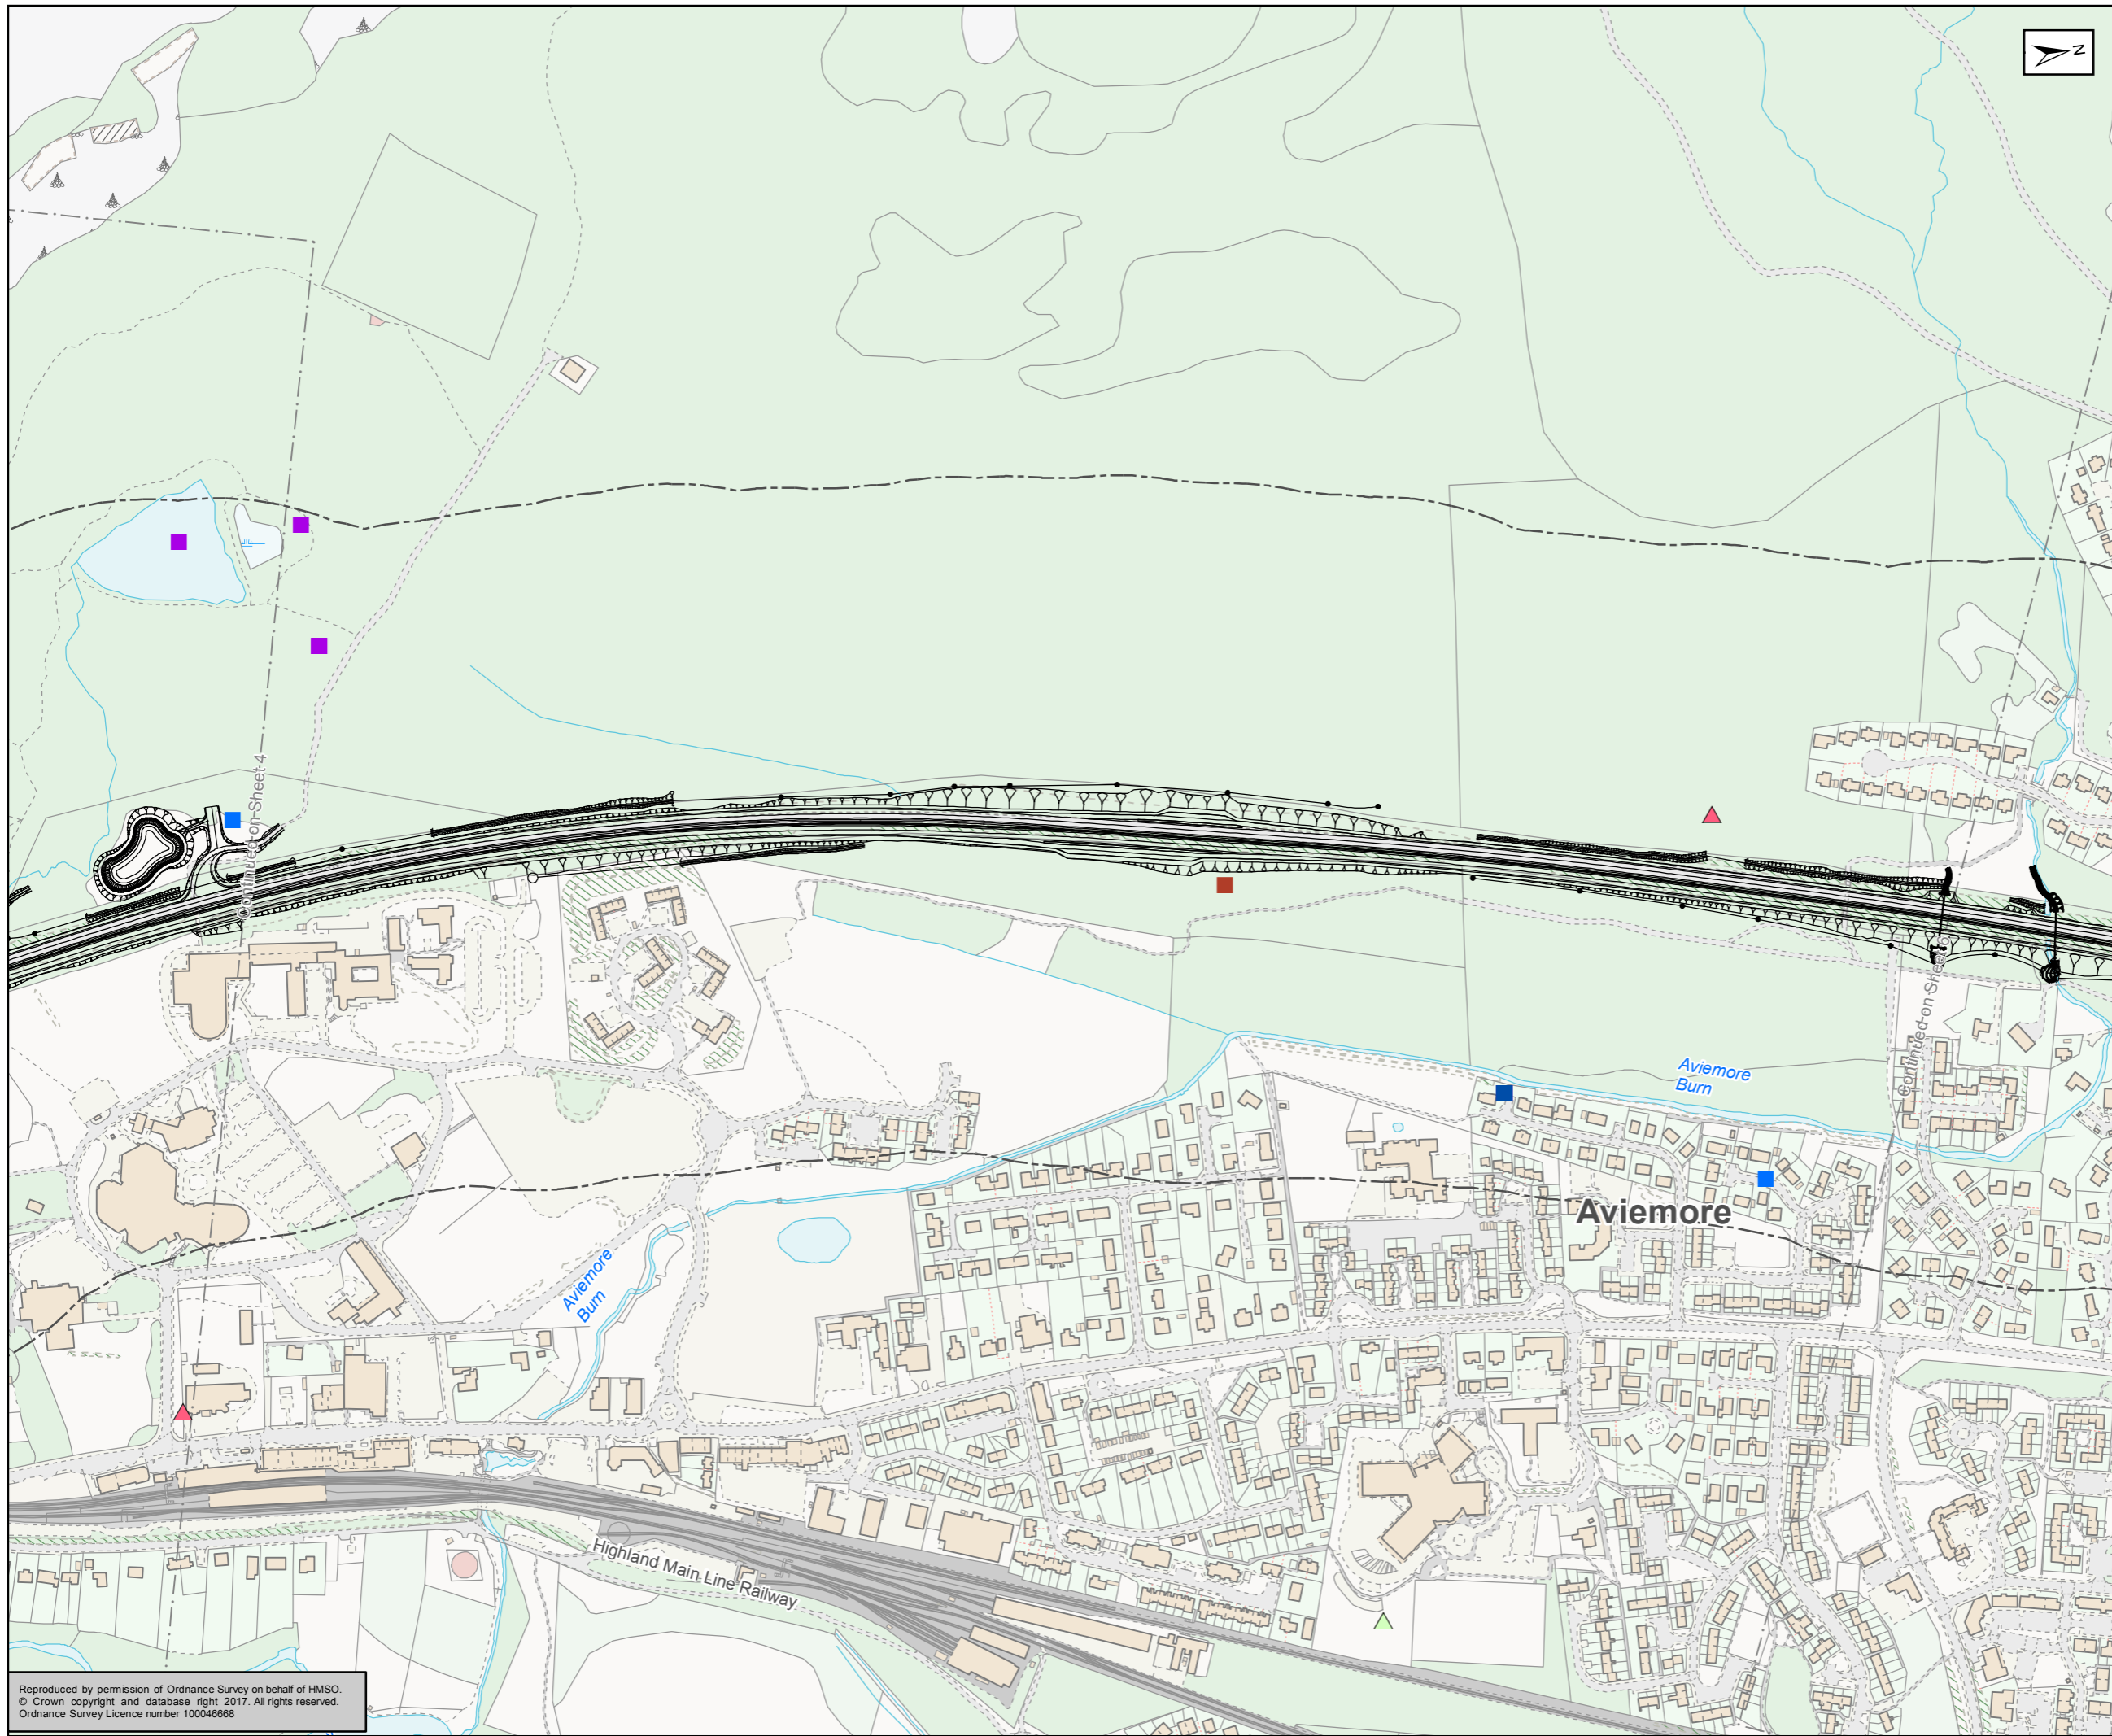 N
Continued on Sheet 4
Continued on Sheet 6
Aviemore
Burn
Aviemore
Aviemore
Burn
Highland Main Line Railway
Reproduced by permission of Ordnance Survey on behalf of HMSO.
© Crown copyright and database right 2017. All rights reserved.
Ordnance Survey Licence number 100046668